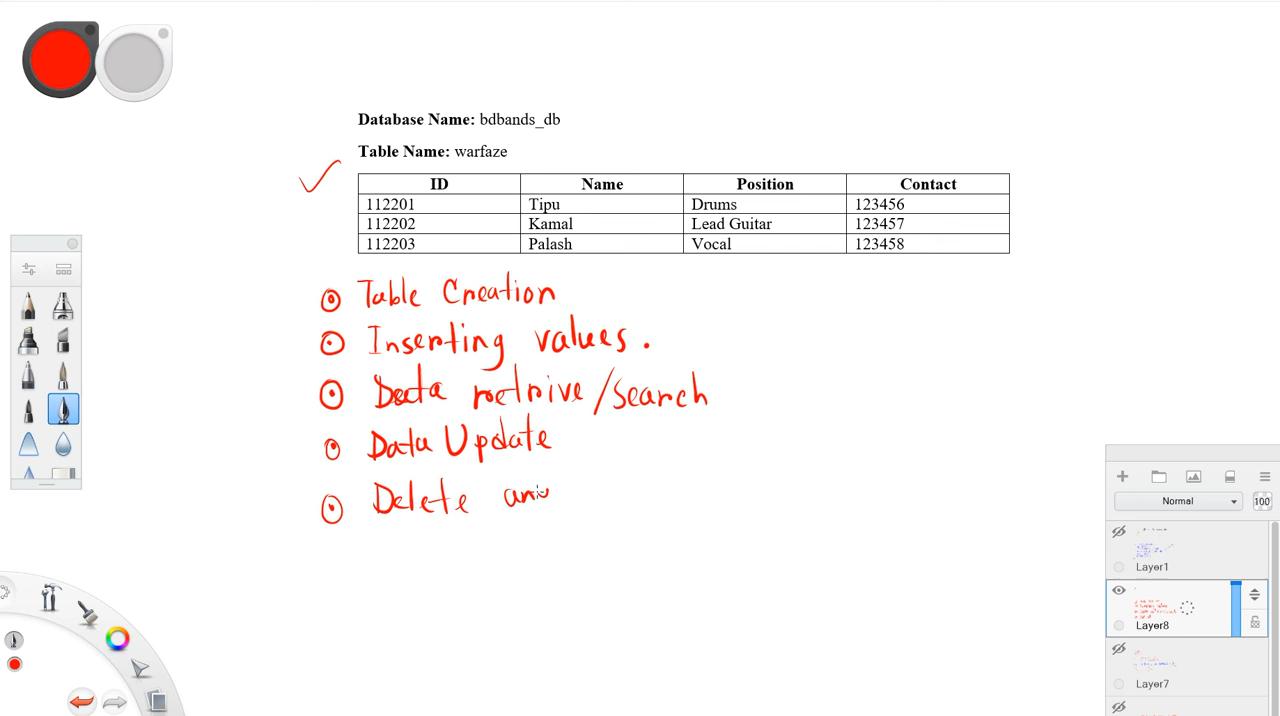 Database Name: bdbands_db
Table Name: warfaze
ID Name Position Contact
112201 Tipu Drums 123456
112202 Kamal Lead Guitar 123457
112203 Palash Vocal 123458
Table Creation
Inserting values.
Data retrive/search
Data Update
Delete
Normal
100
Layer1
Layer8
Layer7